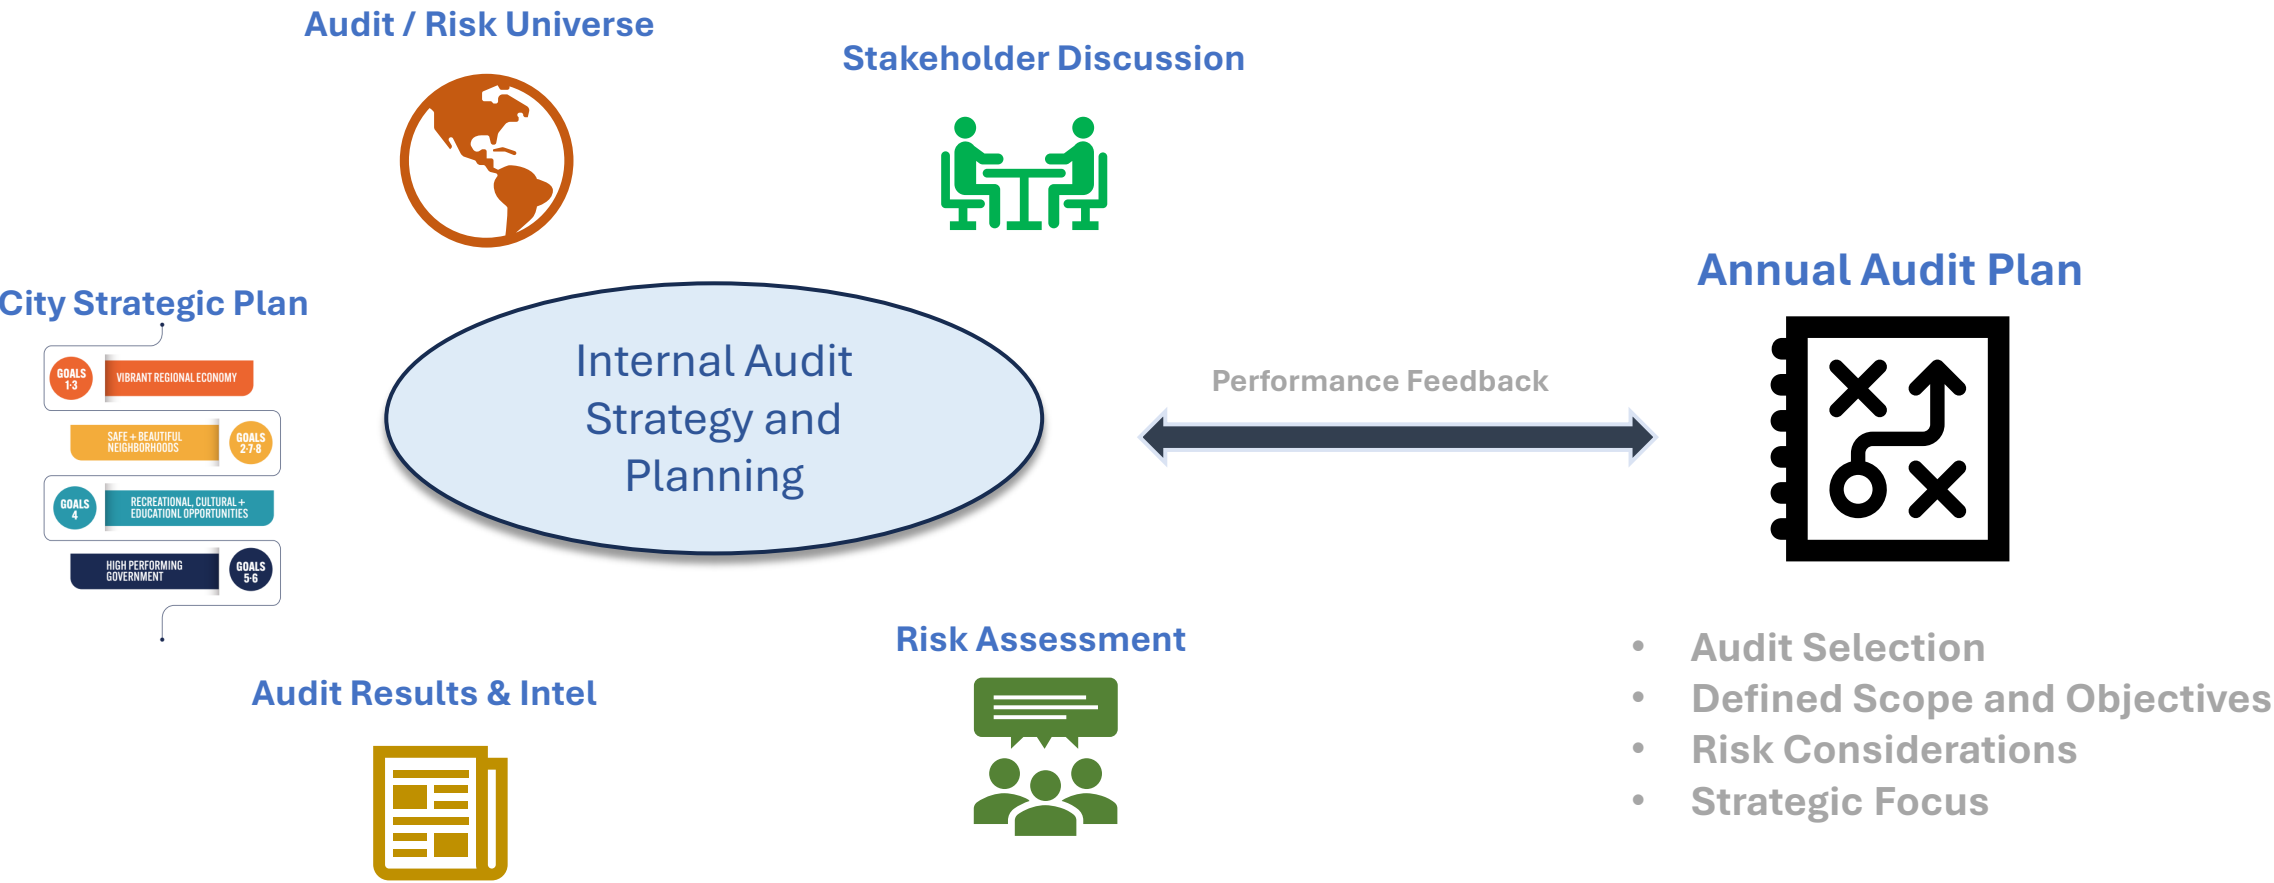 Audit / Risk Universe
Stakeholder Discussion
City Strategic Plan
GOALS
1·3
VIBRANT REGIONAL ECONOMY
SAFE + BEAUTIFUL
NEIGHBORHOODS
GOALS
2·7·8
GOALS
4
RECREATIONAL, CULTURAL +
EDUCATIONL OPPORTUNITIES
HIGH PERFORMING
GOVERNMENT
GOALS
5·6
Internal Audit
Strategy and
Planning
Performance Feedback
Annual Audit Plan
Audit Results & Intel
Risk Assessment
• Audit Selection
• Defined Scope and Objectives
• Risk Considerations
• Strategic Focus